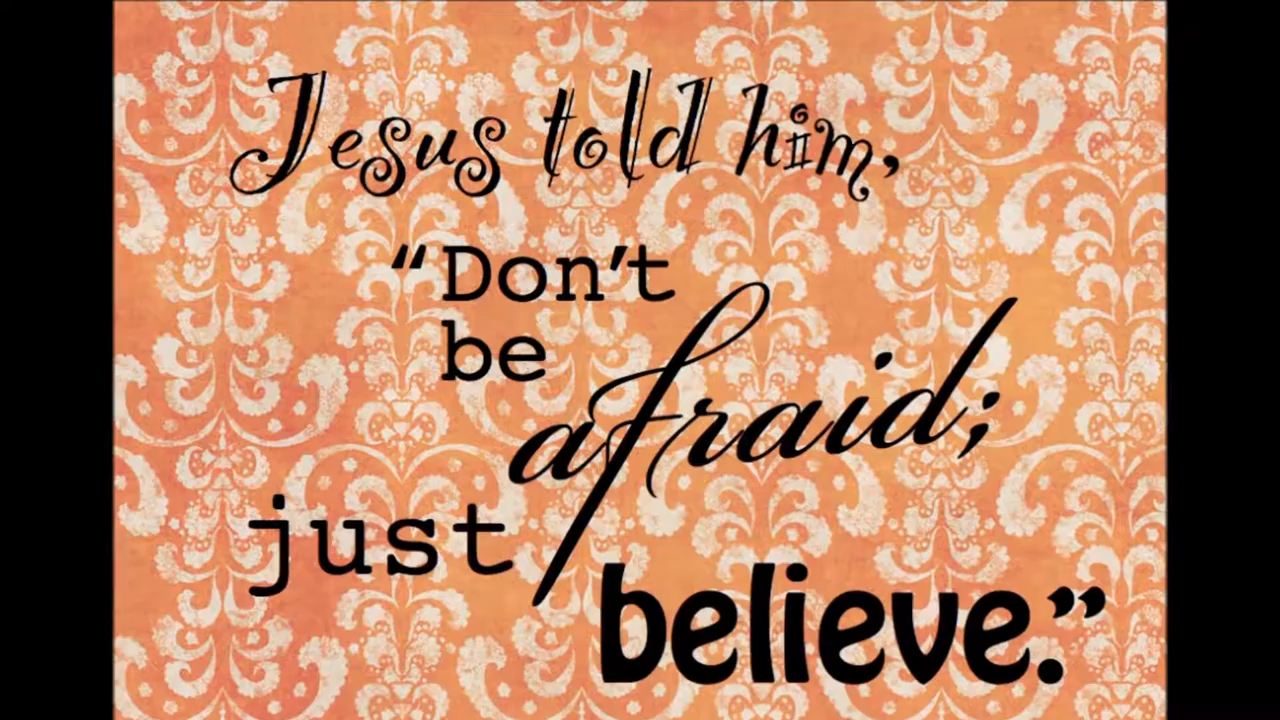 Jesus told him,
“Don’t
be
afraid;
just
believe.”